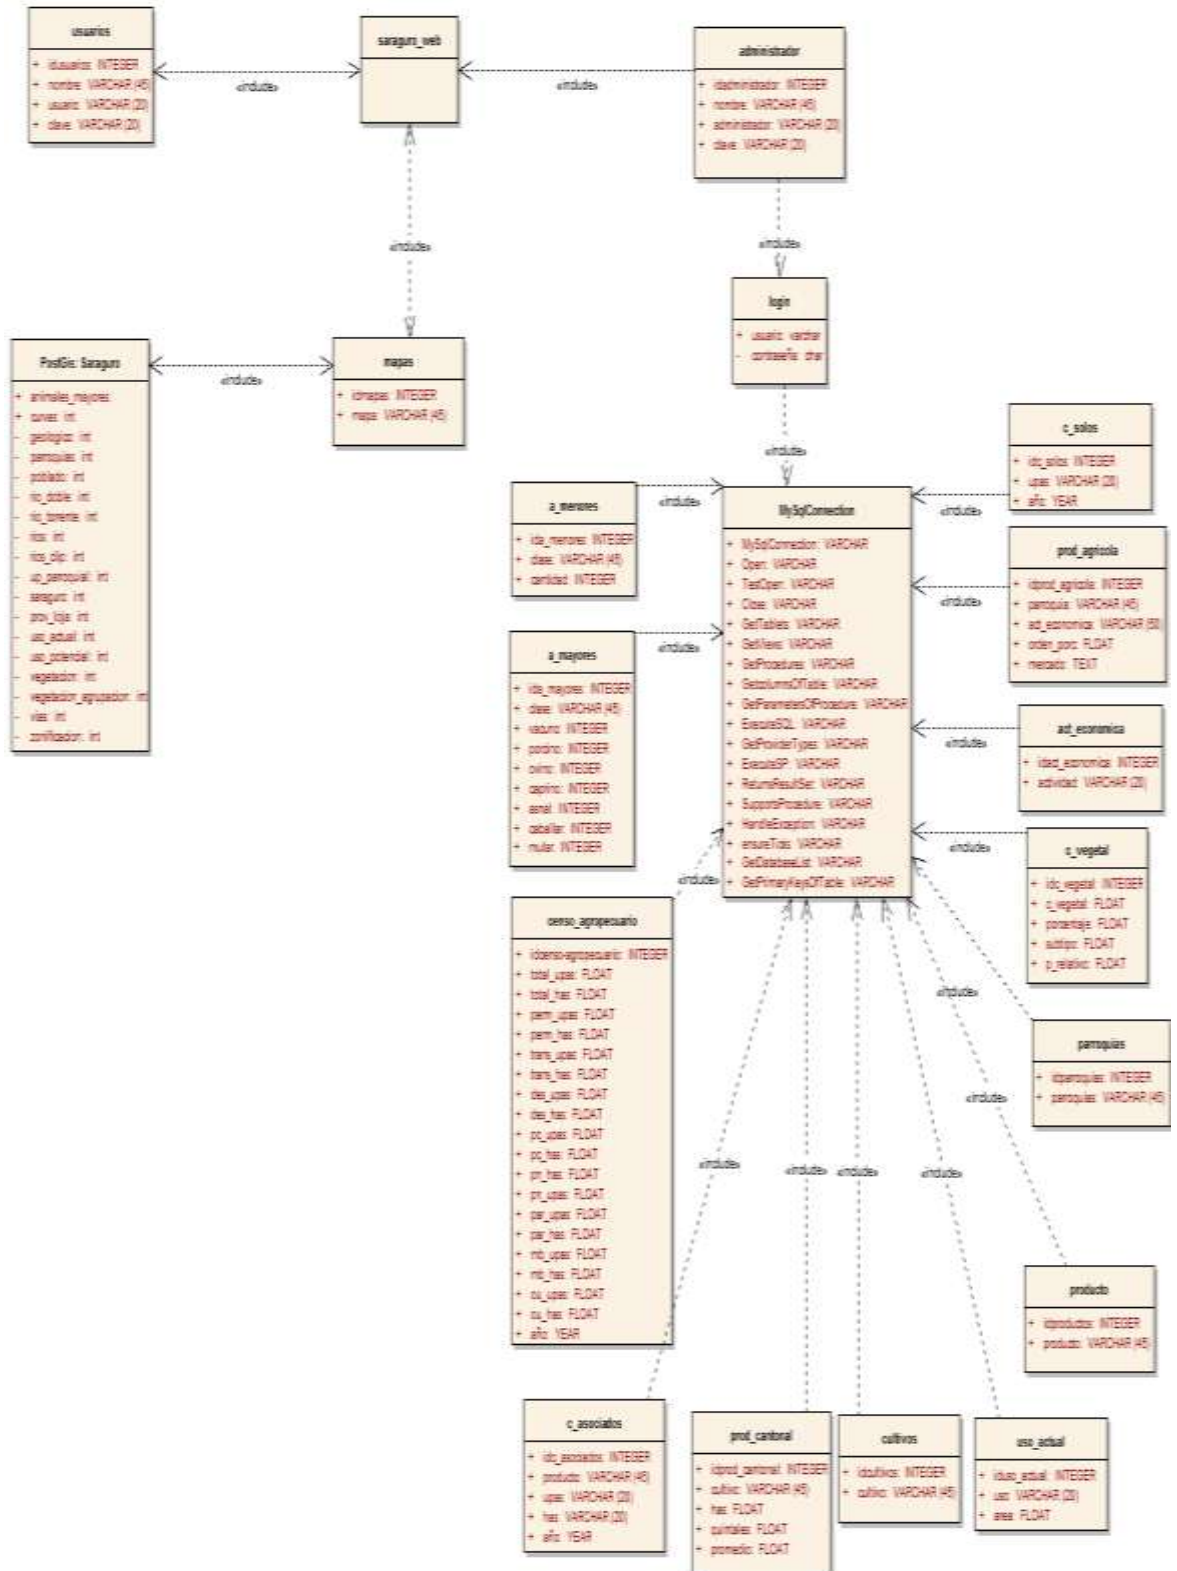 usuarios
+ idusuarios: INTEGER
+ nombre: VARCHAR (45)
+ usuario: VARCHAR (20)
+ clave: VARCHAR (20)
«include»
saraguro_web
«include»
administrador
+ idadministrador: INTEGER
+ nombre: VARCHAR (45)
+ administrador: VARCHAR (20)
+ clave: VARCHAR (20)
«include»
«include»
login
+ usuario: varchar
- contraseña: char
PostGis: Saraguro
+ animales_mayores
+ curvas: int
- geologico: int
- parroquias: int
- poblado: int
- rio_doble: int
- rio_torrente: int
- rios: int
- rios_clip: int
- up_parroquial: int
- saraguro: int
- prov_loja: int
- uso_actual: int
- uso_potencial: int
- vegetacion: int
- vegetacion_agrupacion: int
- vias: int
- zonificacion: int
«include»
mapas
+ idmapas: INTEGER
+ mapa: VARCHAR (45)
«include»
a_menores
+ ida_menores: INTEGER
+ clase: VARCHAR (45)
+ cantidad: INTEGER
«include»
MySqlConnection
+ MySqlConnection: VARCHAR
+ Open: VARCHAR
+ TestOpen: VARCHAR
+ Close: VARCHAR
+ GetTables: VARCHAR
+ GetViews: VARCHAR
+ GetProcedures: VARCHAR
+ GetcolumnsOfTable: VARCHAR
+ GetParametersOfProcedure: VARCHAR
+ ExecuteSQL: VARCHAR
+ GetProviderTypes: VARCHAR
+ ExecuteSP: VARCHAR
+ ReturnsResultSet: VARCHAR
+ SupportsProcedure: VARCHAR
+ HandleException: VARCHAR
+ ensureTicks: VARCHAR
+ GetDatabaseList: VARCHAR
+ GetPrimaryKeysOfTable: VARCHAR
c_solos
+ idc_solos: INTEGER
+ upas: VARCHAR (20)
+ año: YEAR
«include»
prod_agricola
+ idprod_agricola: INTEGER
+ parroquia: VARCHAR (45)
+ act_economica: VARCHAR (50)
+ orden_porc: FLOAT
+ mercado: TEXT
«include»
a_mayores
+ ida_mayores: INTEGER
+ clase: VARCHAR (45)
+ vacuno: INTEGER
+ porcino: INTEGER
+ ovino: INTEGER
+ caprino: INTEGER
+ asnal: INTEGER
+ caballar: INTEGER
+ mular: INTEGER
«include»
act_economica
+ idact_economica: INTEGER
+ actividad: VARCHAR (20)
«include»
c_vegetal
+ idc_vegetal: INTEGER
+ c_vegetal: FLOAT
+ porcentaje: FLOAT
+ subtipo: FLOAT
+ p_relativo: FLOAT
«include»
censo_agropecuario
+ idcenso-agropecuario: INTEGER
+ total_upas: FLOAT
+ total_has: FLOAT
+ perm_upas: FLOAT
+ perm_has: FLOAT
+ trans_upas: FLOAT
+ trans_has: FLOAT
+ des_upas: FLOAT
+ des_has: FLOAT
+ pc_upas: FLOAT
+ pc_has: FLOAT
+ pn_has: FLOAT
+ pn_upas: FLOAT
+ par_upas: FLOAT
+ par_has: FLOAT
+ mb_upas: FLOAT
+ mb_has: FLOAT
+ ou_upas: FLOAT
+ ou_has: FLOAT
+ año: YEAR
«include»
«include»
parroquias
+ idparroquias: INTEGER
+ parroquias: VARCHAR (45)
«include»
«include»
«include»
«include»
«include»
producto
+ idproductos: INTEGER
+ producto: VARCHAR (45)
c_asociados
+ idc_asociados: INTEGER
+ producto: VARCHAR (45)
+ upas: VARCHAR (20)
+ has: VARCHAR (20)
+ año: YEAR
prod_cantonal
+ idprod_cantonal: INTEGER
+ cultivo: VARCHAR (45)
+ has: FLOAT
+ quintales: FLOAT
+ promedio: FLOAT
cultivos
+ idcultivos: INTEGER
+ cultivo: VARCHAR (45)
uso_actual
+ iduso_actual: INTEGER
+ uso: VARCHAR (20)
+ area: FLOAT